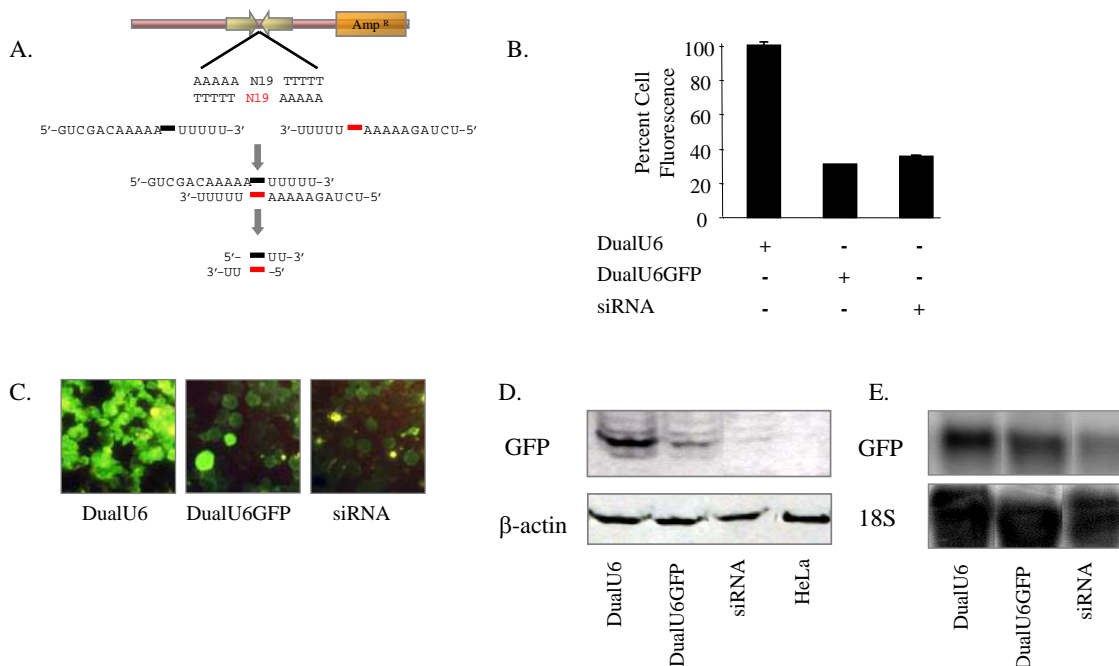 A.
Amp R
AAAAA N19 TTTTT
TTTTT N19 AAAAA
5'-GUCGACAAAAA UUUUU-3' 3'-UUUUU AAAAAGAUCU-5'
5'-GUCGACAAAAA UUUUU-3'
3'-UUUUU AAAAAGAUCU-5'
5'- UU-3'
3'-UU -5'
B.
Percent Cell
Fluorescence
100
80
60
40
20
0
DualU6 + - -
DualU6GFP - + -
siRNA - - +
C.
DualU6 DualU6GFP siRNA
D.
GFP
β-actin
DualU6
DualU6GFP
siRNA
HeLa
E.
GFP
18S
DualU6
DualU6GFP
siRNA